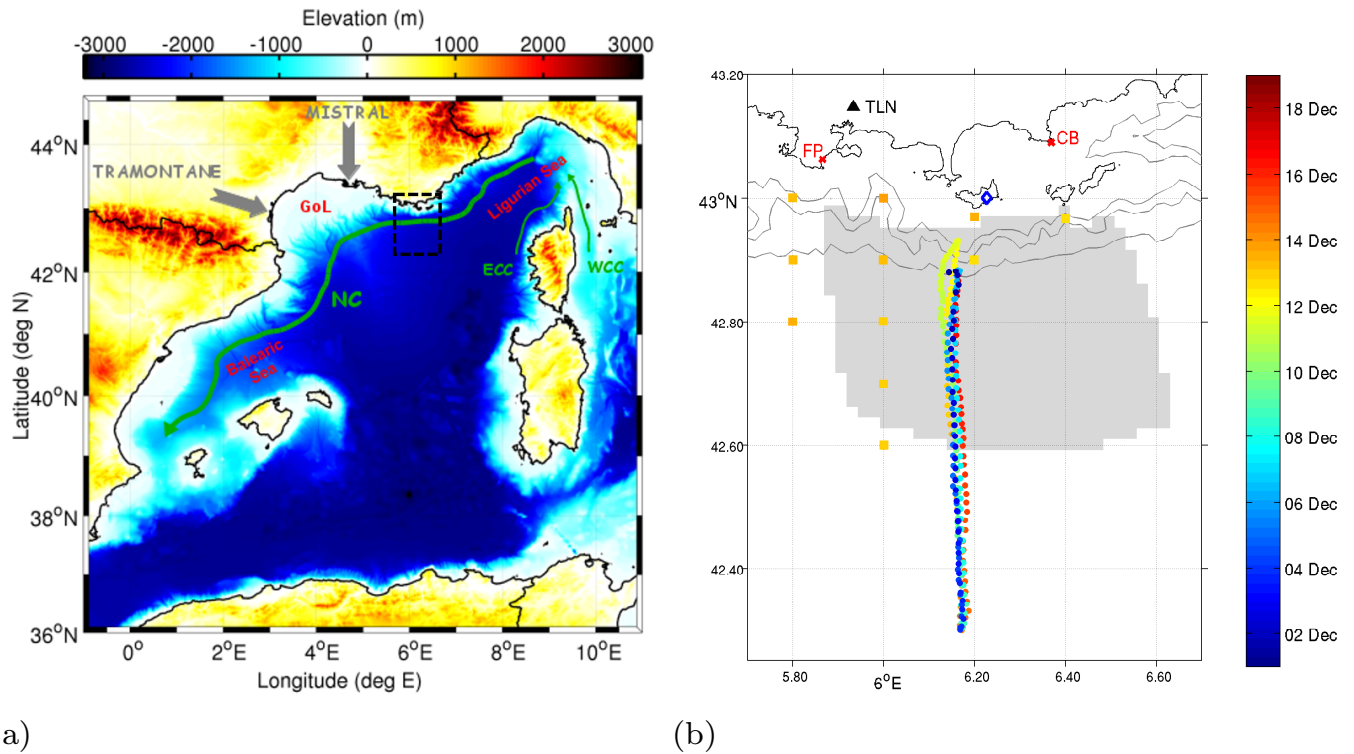 Elevation (m)
-3000 -2000 -1000 0 1000 2000 3000
MISTRAL
TRAMONTANE
GoL
Ligurian Sea
ECC
WCC
NC
Balearic
Sea
44°N
42°N
40°N
38°N
36°N
Latitude (deg N)
0° 2°E 4°E 6°E 8°E 10°E
Longitude (deg E)
a)
43.20
43°N
42.80
42.60
42.40
5.80 6°E 6.20 6.40 6.60
TLN
FP
CB
18 Dec
16 Dec
14 Dec
12 Dec
10 Dec
08 Dec
06 Dec
04 Dec
02 Dec
(b)